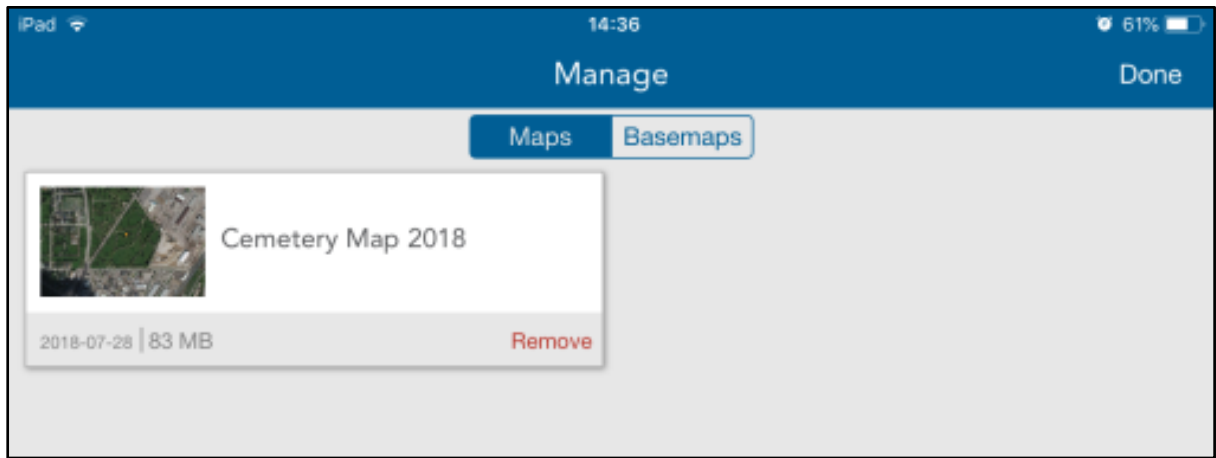 iPad 14:36 61%
Manage Done
Maps Basemaps
Cemetery Map 2018
2018-07-28 | 83 MB Remove